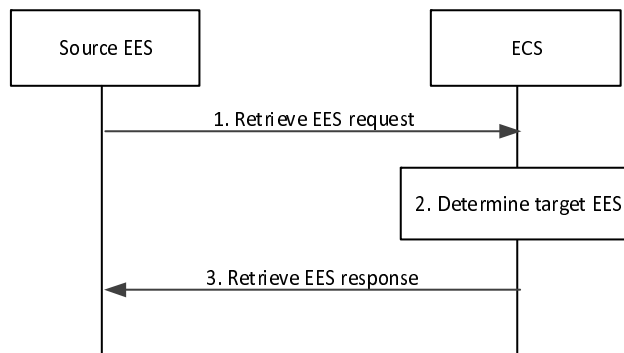 Source EES
ECS
1. Retrieve EES request
2. Determine target EES
3. Retrieve EES response